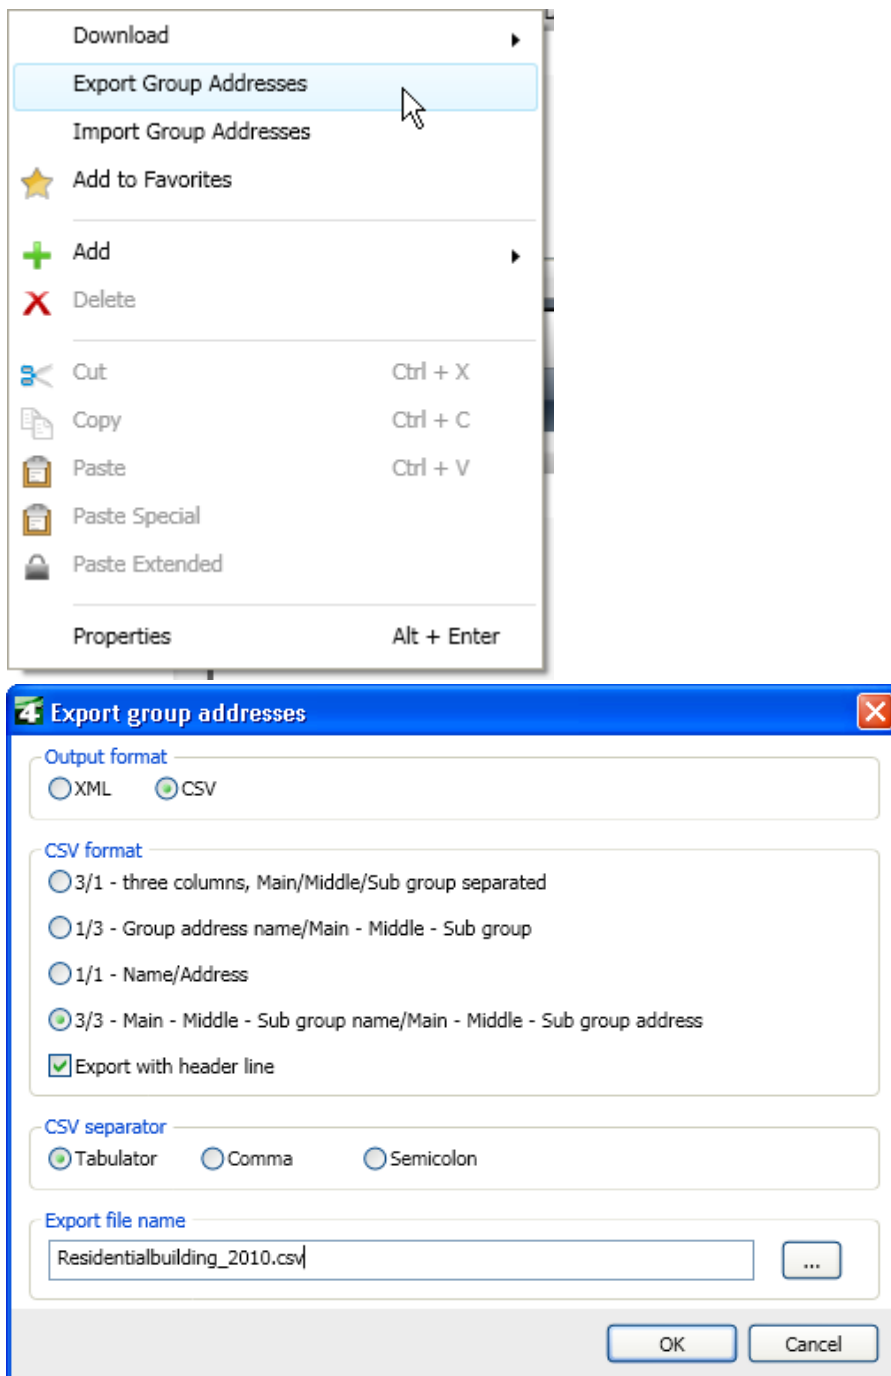 Download
Export Group Addresses
Import Group Addresses
Add to Favorites
Add
Delete
Cut Ctrl + X
Copy Ctrl + C
Paste Ctrl + V
Paste Special
Paste Extended
Properties Alt + Enter
4 Export group addresses
Output format
XML CSV
CSV format
3/1 - three columns, Main/Middle/Sub group separated
1/3 - Group address name/Main - Middle - Sub group
1/1 - Name/Address
3/3 - Main - Middle - Sub group name/Main - Middle - Sub group address
Export with header line
CSV separator
Tabulator Comma Semicolon
Export file name
Residentialbuilding_2010.csv ...
OK Cancel